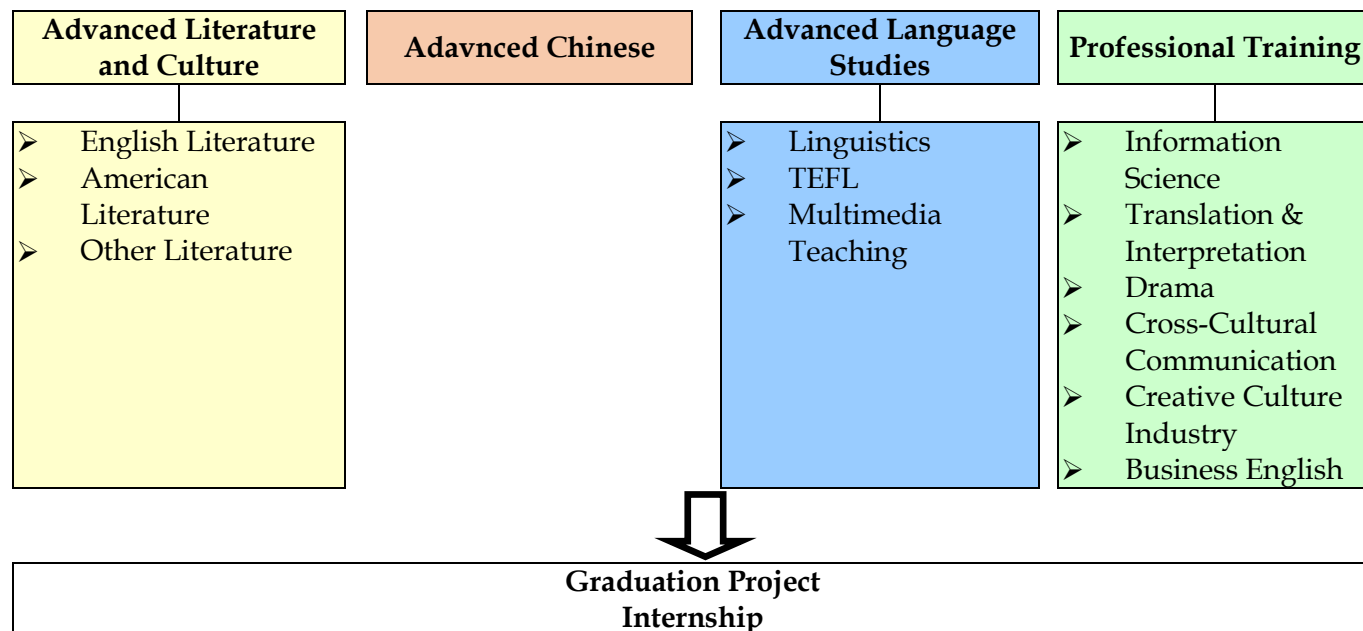 Advanced Literature
and Culture
Adavnced Chinese
Advanced Language
Studies
Professional Training
➢ English Literature
➢ American
Literature
➢ Other Literature
➢ Linguistics
➢ TEFL
➢ Multimedia
Teaching
➢ Information
Science
➢ Translation &
Interpretation
➢ Drama
➢ Cross-Cultural
Communication
➢ Creative Culture
Industry
➢ Business English
Graduation Project
Internship